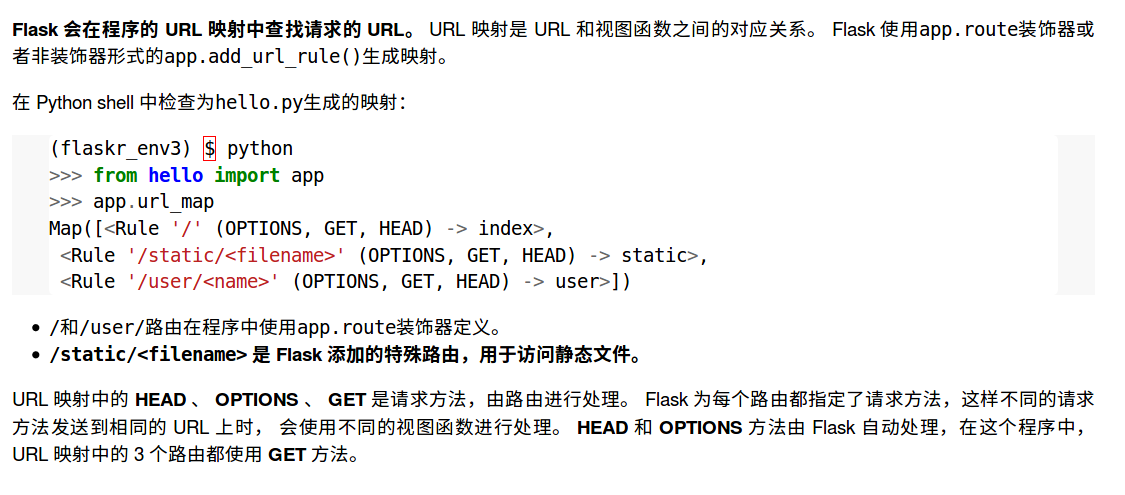 Flask 会在程序的 URL 映射中查找请求的 URL。 URL 映射是 URL 和视图函数之间的对应关系。 Flask 使用app.route装饰器或
者非装饰器形式的app.add_url_rule()生成映射。
在 Python shell 中检查为hello.py生成的映射：
(flaskr_env3) $ python
>>> from hello import app
>>> app.url_map
Map([<Rule '/' (OPTIONS, GET, HEAD) -> index>,
 <Rule '/static/<filename>' (OPTIONS, GET, HEAD) -> static>,
 <Rule '/user/<name>' (OPTIONS, GET, HEAD) -> user>])
• /和/user/路由在程序中使用app.route装饰器定义。
• /static/<filename> 是 Flask 添加的特殊路由，用于访问静态文件。
URL 映射中的 HEAD 、 OPTIONS 、 GET 是请求方法，由路由进行处理。 Flask 为每个路由都指定了请求方法，这样不同的请求
方法发送到相同的 URL 上时， 会使用不同的视图函数进行处理。 HEAD 和 OPTIONS 方法由 Flask 自动处理，在这个程序中，
URL 映射中的 3 个路由都使用 GET 方法。